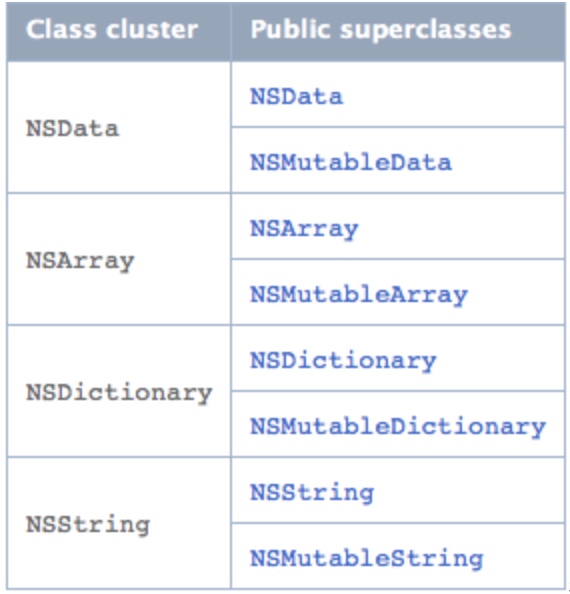 Class cluster Public superclasses
NSData
NSData
NSMutableData
NSArray
NSArray
NSMutableArray
NSDictionary
NSDictionary
NSMutableDictionary
NSString
NSString
NSMutableString